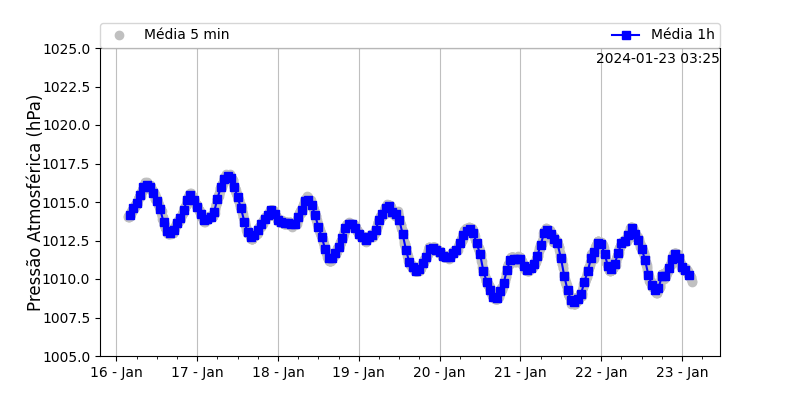 Média 5 min
Média 1h
2024-01-23 03:25
Pressão Atmosférica (hPa)
1025.0
1022.5
1020.0
1017.5
1015.0
1012.5
1010.0
1007.5
1005.0
16 - Jan
17 - Jan
18 - Jan
19 - Jan
20 - Jan
21 - Jan
22 - Jan
23 - Jan